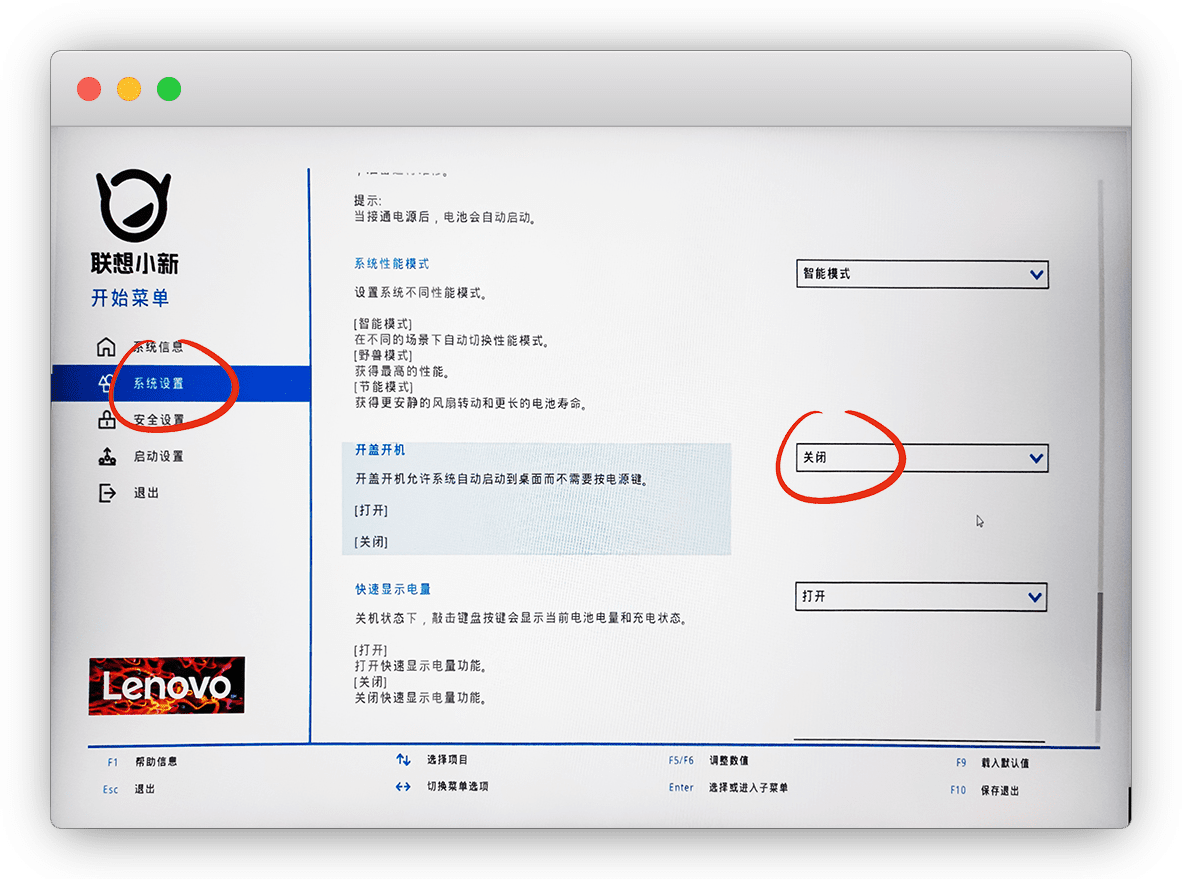 联想小新
开始菜单
系统信息
系统设置
安全设置
启动设置
退出
Lenovo
提示:
当接通电源后，电池会自动启动。
系统性能模式
智能模式
设置系统不同性能模式。
[智能模式]
在不同的场景下自动切换性能模式。
[野兽模式]
获得最高的性能。
[节能模式]
获得更安静的风扇转动和更长的电池寿命。
开盖开机
关闭
开盖开机允许系统自动启动到桌面而不需要按电源键。
[打开]
[关闭]
快速显示电量
打开
关机状态下，敲击键盘按键会显示当前电池电量和充电状态。
[打开]
打开快速显示电量功能。
[关闭]
关闭快速显示电量功能。
F1 帮助信息 选择项目 F5/F6 调整数值 F9 载入默认值
Esc 退出 切换菜单选项 Enter 选择或进入子菜单 F10 保存退出